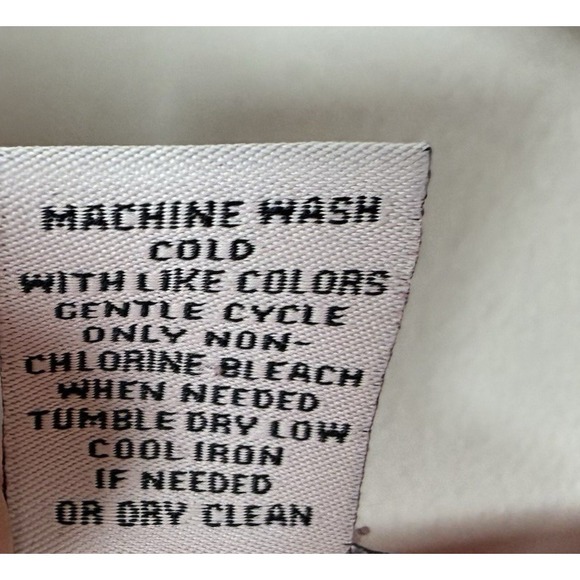 MACHINE WASH
COLD
WITH LIKE COLORS
GENTLE CYCLE
ONLY NON-
CHLORINE BLEACH
WHEN NEEDED
TUMBLE DRY LOW
COOL IRON
IF NEEDED
OR DRY CLEAN